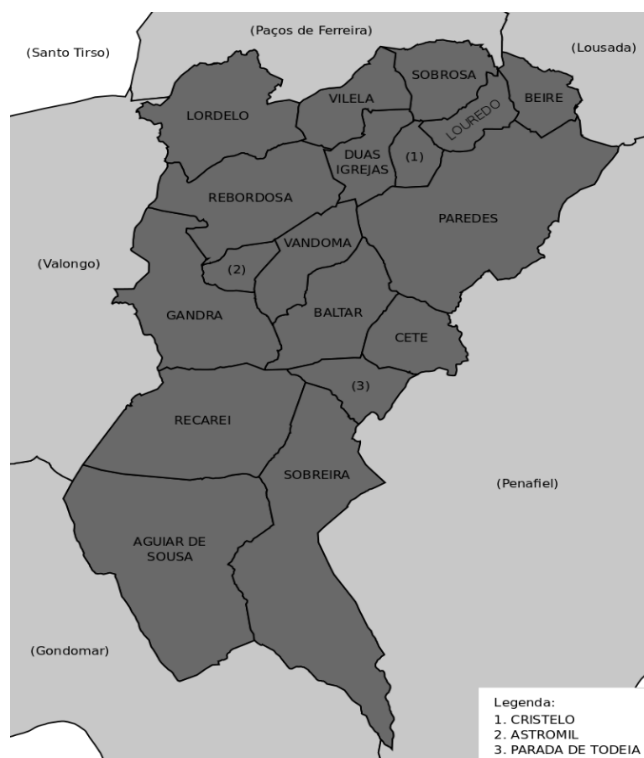 (Paços de Ferreira)
(Santo Tirso)
(Lousada)
SOBROSA
VILELA
BEIRE
LORDELO
LOUREDO
DUAS
IGREJAS
(1)
REBORDOSA
PAREDES
VANDOMA
(Valongo)
(2)
GANDRA
BALTAR
CETE
(3)
RECAREI
SOBREIRA
(Penafiel)
AGUIAR DE
SOUSA
(Gondomar)
Legenda:
1. CRISTELO
2. ASTROMIL
3. PARADA DE TODEIA